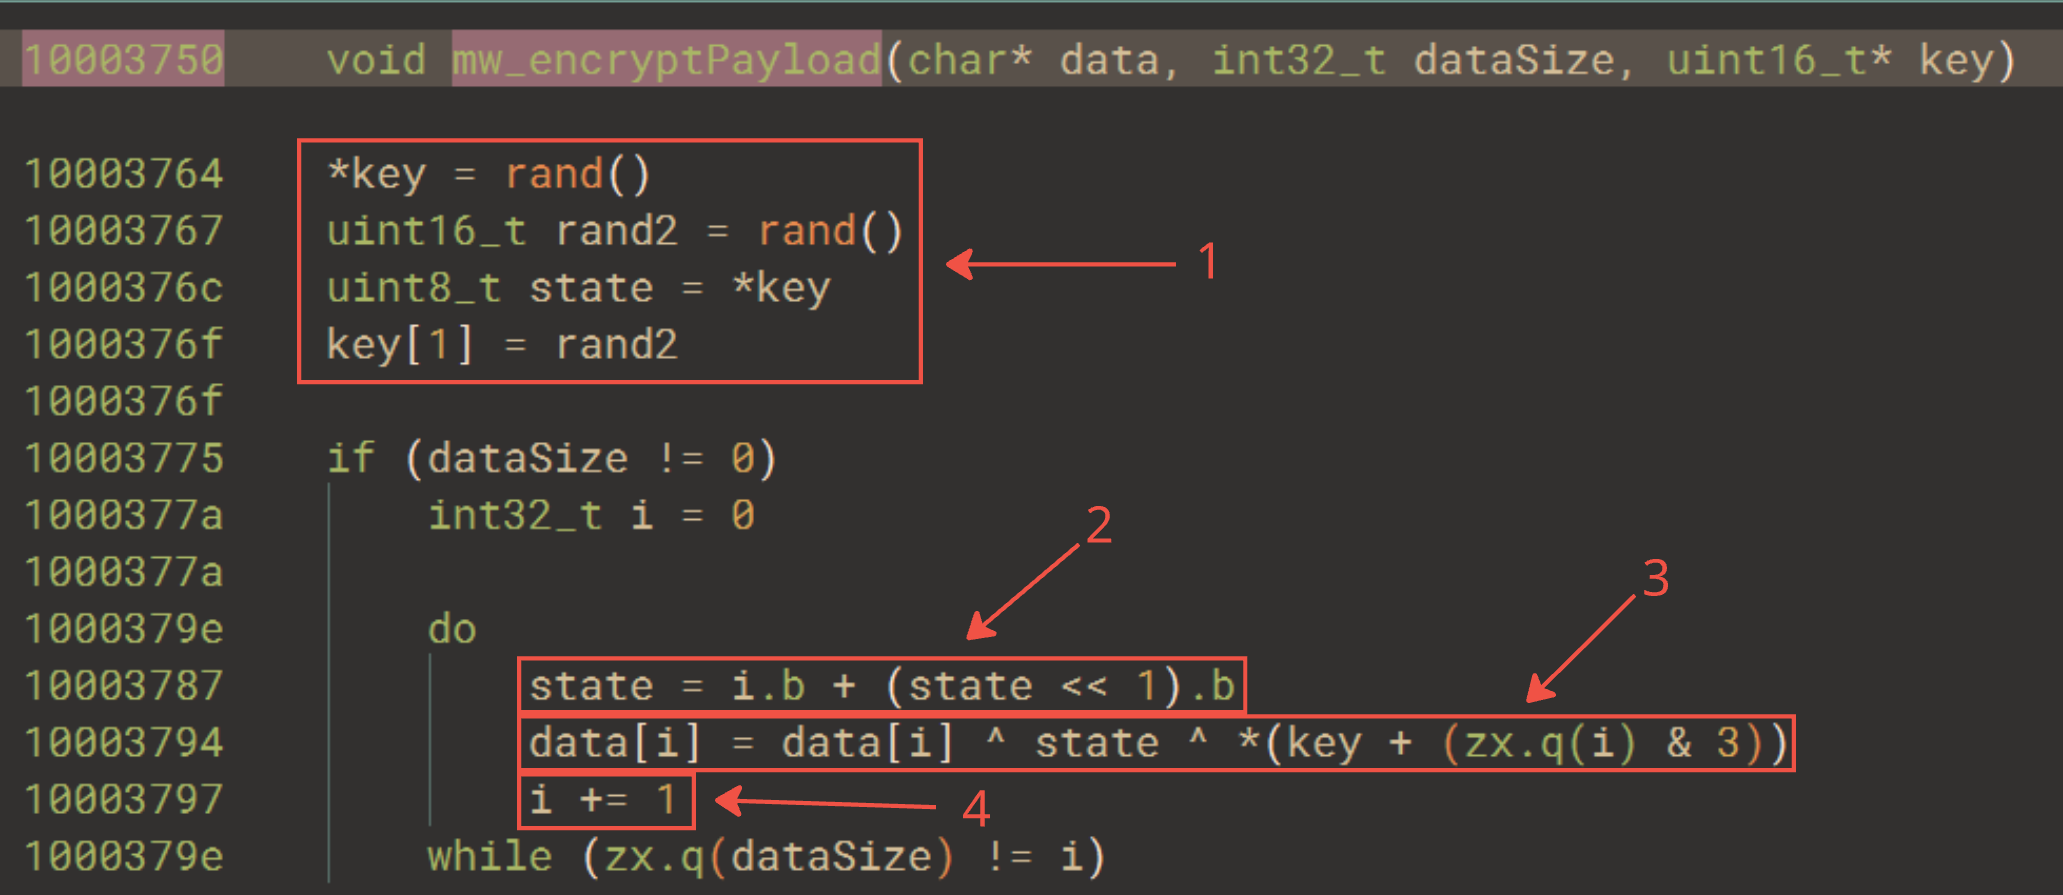 10003750 void mw_encryptPayload(char* data, int32_t dataSize, uint16_t* key)
10003764 *key = rand()
10003767 uint16_t rand2 = rand()
1000376c uint8_t state = *key
1000376f key[1] = rand2
1
1000376f
10003775 if (dataSize != 0)
1000377a int32_t i = 0
2
1000377a
3
1000379e do
10003787 state = i.b + (state << 1).b
10003794 data[i] = data[i] ^ state ^ *(key + (zx.q(i) & 3))
10003797 i += 1
4
1000379e while (zx.q(dataSize) != i)